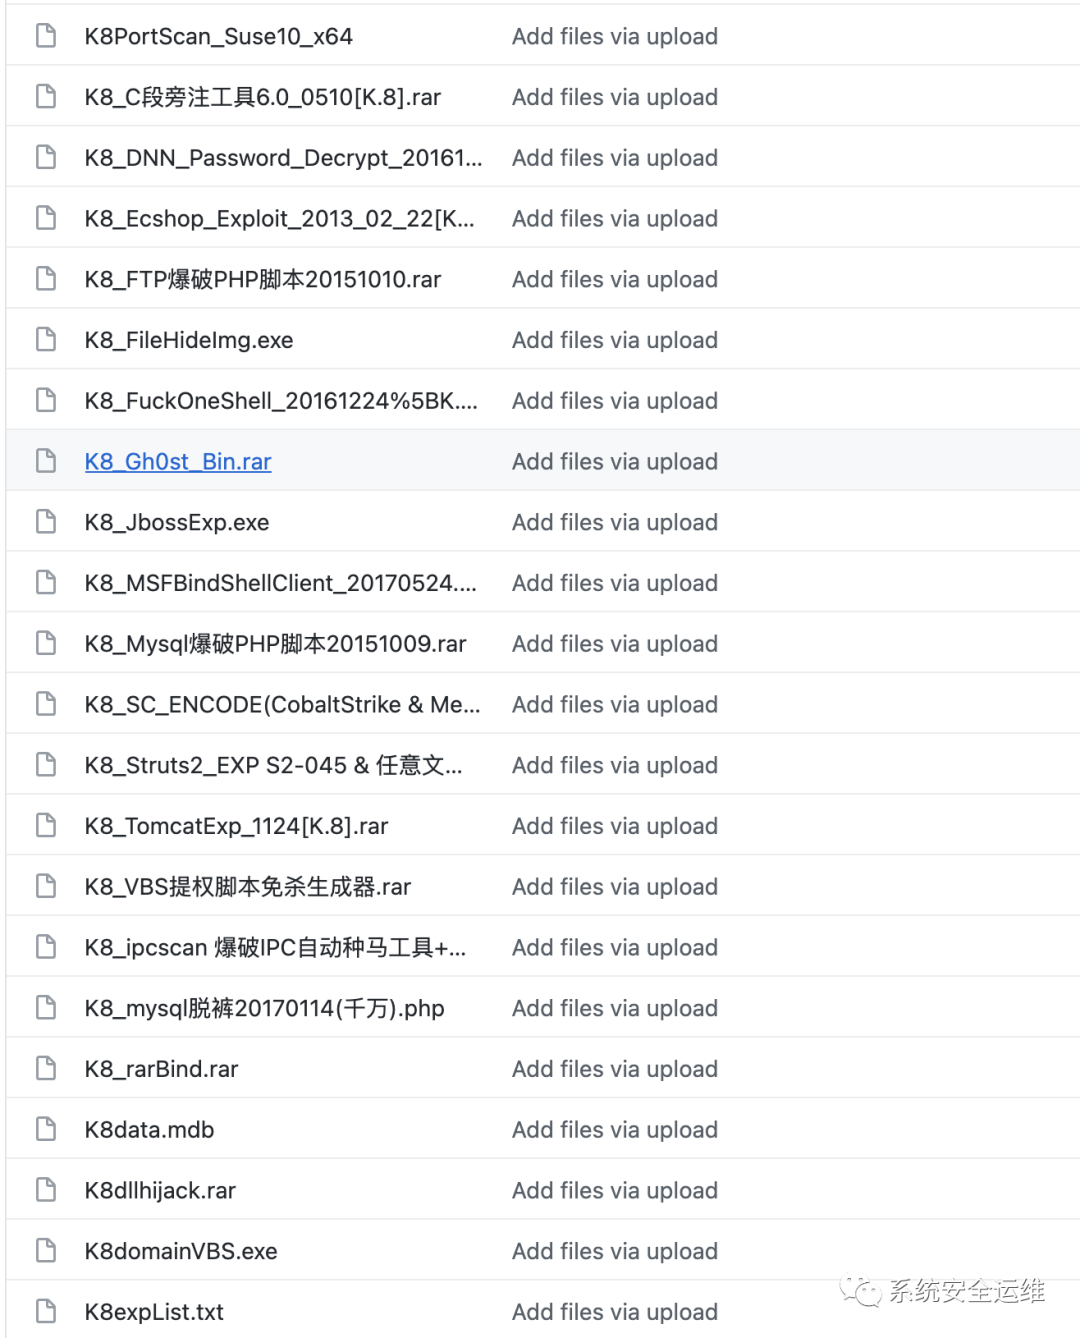 K8PortScan_Suse10_x64 Add files via upload
K8_C段旁注工具6.0_0510[K.8].rar Add files via upload
K8_DNN_Password_Decrypt_20161... Add files via upload
K8_Ecshop_Exploit_2013_02_22[K... Add files via upload
K8_FTP爆破PHP脚本20151010.rar Add files via upload
K8_FileHideImg.exe Add files via upload
K8_FuckOneShell_20161224%5BK.... Add files via upload
K8_Gh0st_Bin.rar Add files via upload
K8_JbossExp.exe Add files via upload
K8_MSFBindShellClient_20170524.... Add files via upload
K8_Mysql爆破PHP脚本20151009.rar Add files via upload
K8_SC_ENCODE(CobaltStrike & Me... Add files via upload
K8_Struts2_EXP S2-045 & 任意文... Add files via upload
K8_TomcatExp_1124[K.8].rar Add files via upload
K8_VBS提权脚本免杀生成器.rar Add files via upload
K8_ipcscan 爆破IPC自动种马工具+... Add files via upload
K8_mysql脱裤20170114(千万).php Add files via upload
K8_rarBind.rar Add files via upload
K8data.mdb Add files via upload
K8dllhijack.rar Add files via upload
K8domainVBS.exe Add files via upload
系统安全运维
K8expList.txt Add files via upload